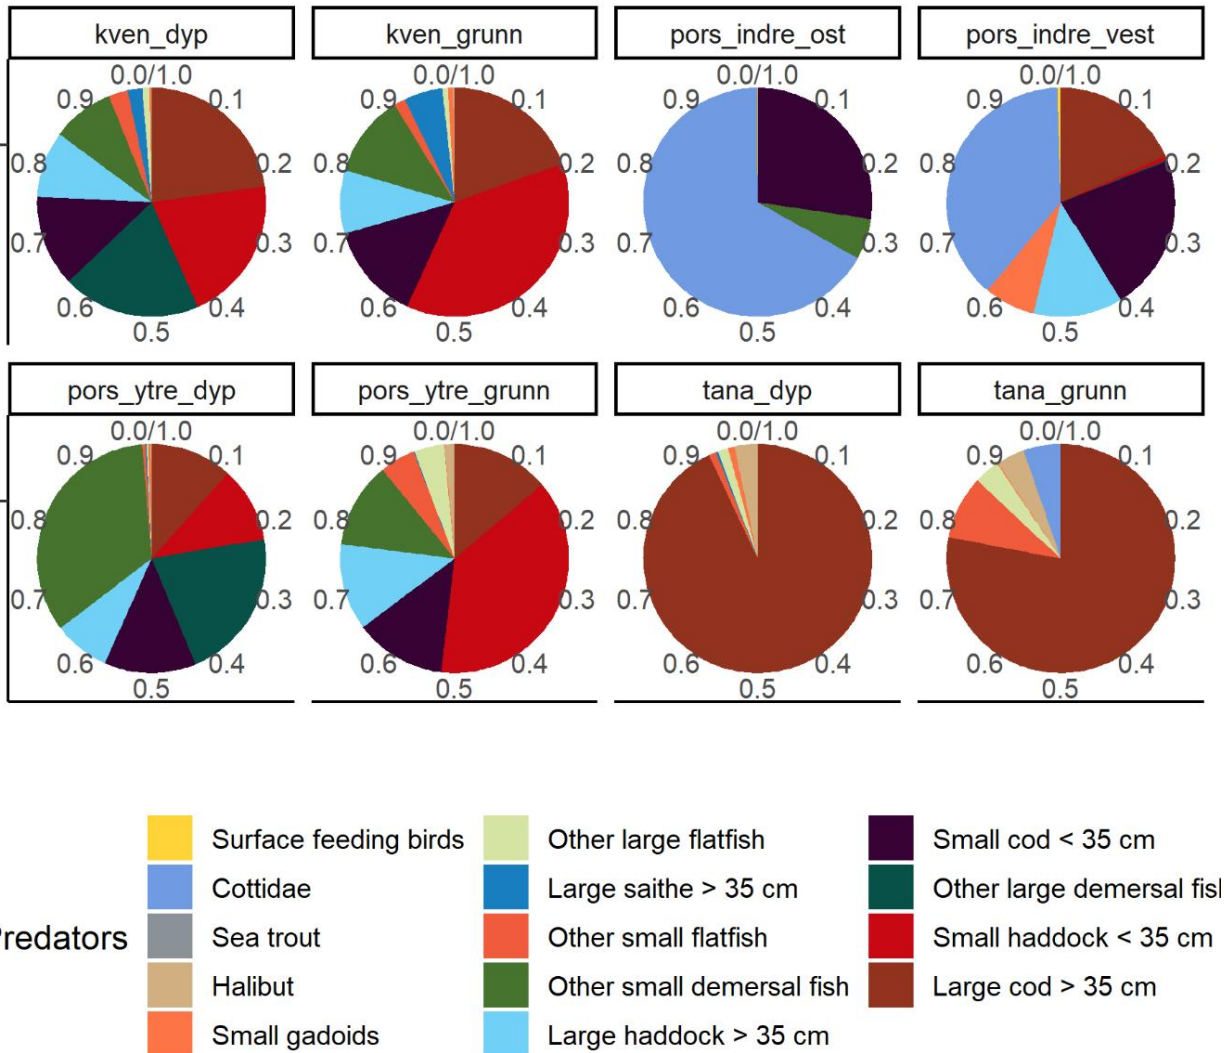 kven_dyp kven_grunn pors_indre_ost pors_indre_vest
0.0/1.0 0.0/1.0 0.0/1.0 0.0/1.0
0.9 0.1 0.9 0.1 0.9 0.1 0.9 0.1
0.8 0.2 0.8 0.2 0.8 0.2 0.8 0.2
0.7 0.3 0.7 0.3 0.7 0.3 0.7 0.3
0.6 0.4 0.6 0.4 0.6 0.4 0.6 0.4
0.5 0.5 0.5 0.5
pors_ytre_dyp pors_ytre_grunn tana_dyp tana_grunn
0.0/1.0 0.0/1.0 0.0/1.0 0.0/1.0
0.9 0.1 0.9 0.1 0.9 0.1 0.9 0.1
0.8 0.2 0.8 0.2 0.8 0.2 0.8 0.2
0.7 0.3 0.7 0.3 0.7 0.3 0.7 0.3
0.6 0.4 0.6 0.4 0.6 0.4 0.6 0.4
0.5 0.5 0.5 0.5
Predators
Surface feeding birds
Cottidae
Sea trout
Halibut
Small gadoids
Other large flatfish
Large saithe > 35 cm
Other small flatfish
Other small demersal fish
Large haddock > 35 cm
Small cod < 35 cm
Other large demersal fish
Small haddock < 35 cm
Large cod > 35 cm